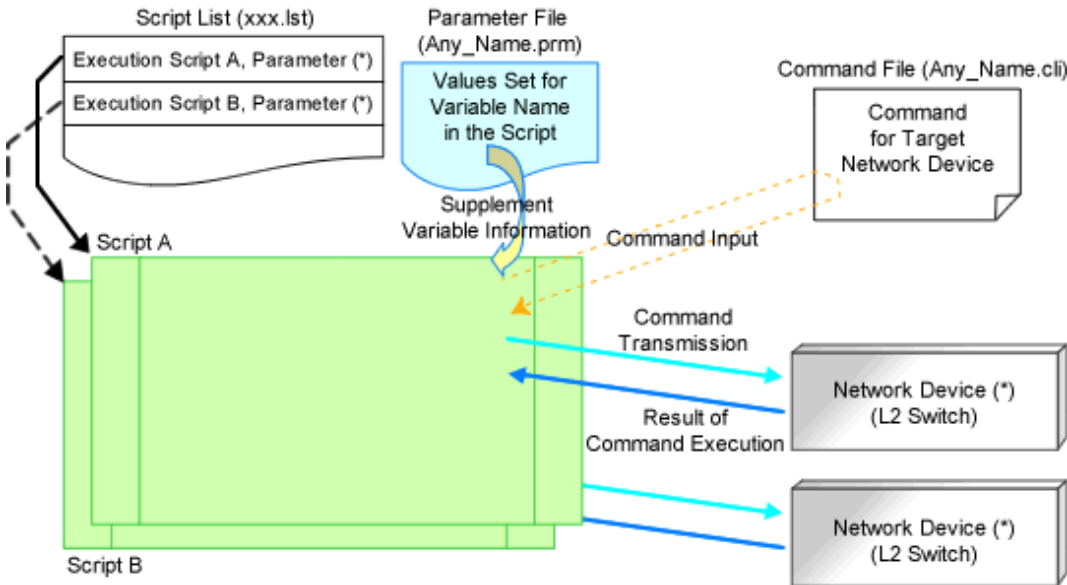 Script List (xxx.lst)
Execution Script A, Parameter (*)
Execution Script B, Parameter (*)
Parameter File
(Any_Name.prm)
Values Set for
Variable Name
in the Script
Command File (Any_Name.cli)
Command
for Target
Network Device
Supplement
Variable Information
Command Input
Script A
Command
Transmission
Network Device (*)
(L2 Switch)
Result of
Command Execution
Network Device (*)
(L2 Switch)
Script B